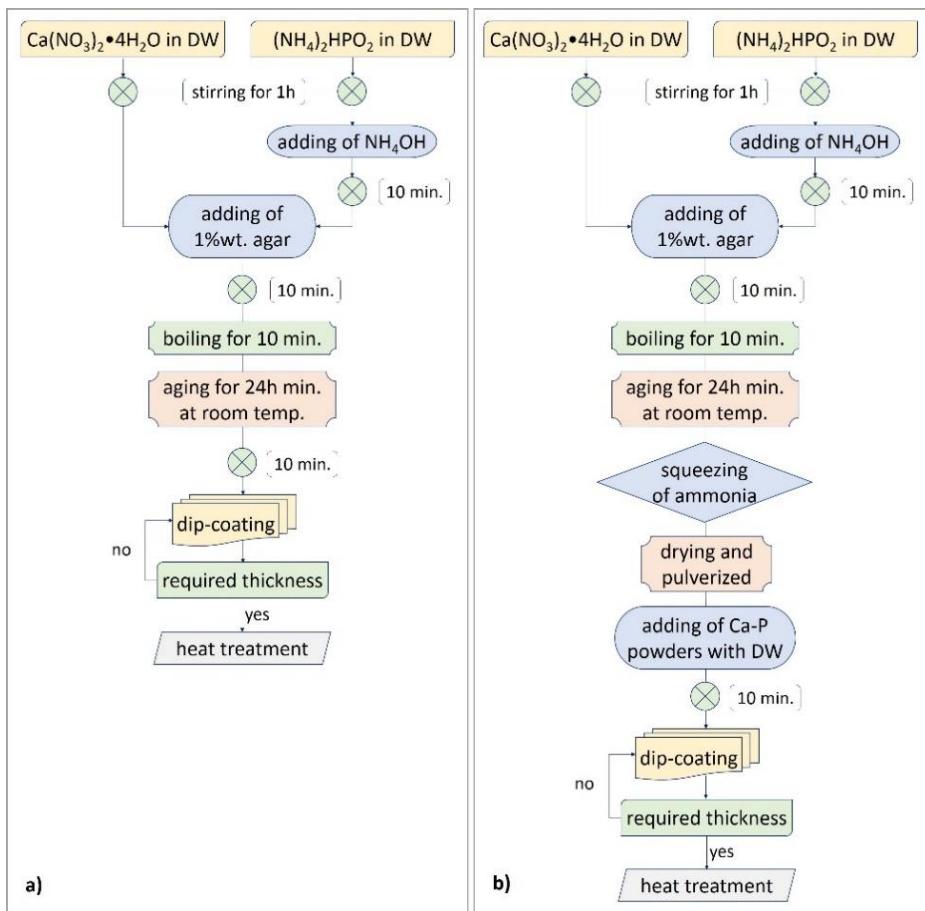 Ca(NO₃)₂•4H₂O in DW
(NH₄)₂HPO₂ in DW
[stirring for 1h]
adding of NH₄OH
[10 min.]
adding of
1%wt. agar
[10 min.]
boiling for 10 min.
aging for 24h min.
at room temp.
[10 min.]
dip-coating
no
required thickness
yes
heat treatment
a)
Ca(NO₃)₂•4H₂O in DW
(NH₄)₂HPO₂ in DW
[stirring for 1h]
adding of NH₄OH
[10 min.]
adding of
1%wt. agar
[10 min.]
boiling for 10 min.
aging for 24h min.
at room temp.
squeezing
of ammonia
drying and
pulverized
adding of Ca-P
powders with DW
[10 min.]
dip-coating
no
required thickness
yes
heat treatment
b)